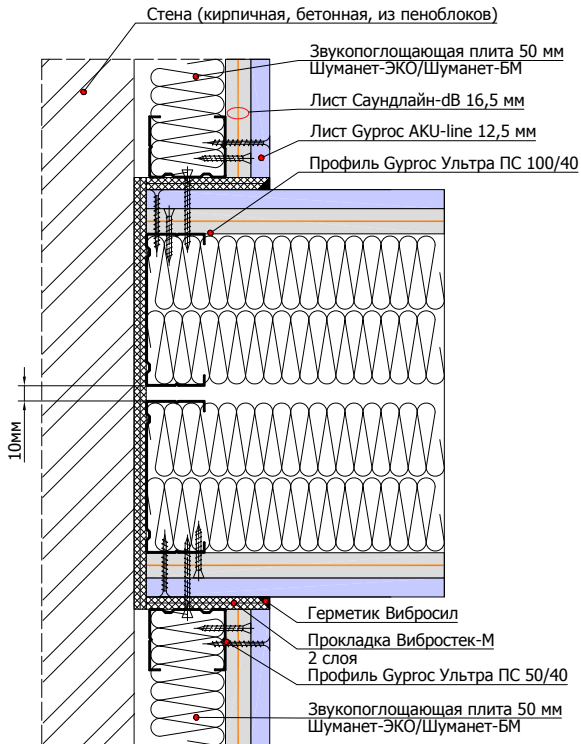 Стена (кирпичная, бетонная, из пеноблоков)
Звукопоглощающая плита 50 мм
Шуманет-ЭКО/Шуманет-БМ
Лист Саундлайн-dB 16,5 мм
Лист Gyproc AKU-line 12,5 мм
Профиль Gyproc Ультра ПС 100/40
10мм
Герметик Вибросил
Прокладка Вибростек-М
2 слоя
Профиль Gyproc Ультра ПС 50/40
Звукопоглощающая плита 50 мм
Шуманет-ЭКО/Шуманет-БМ